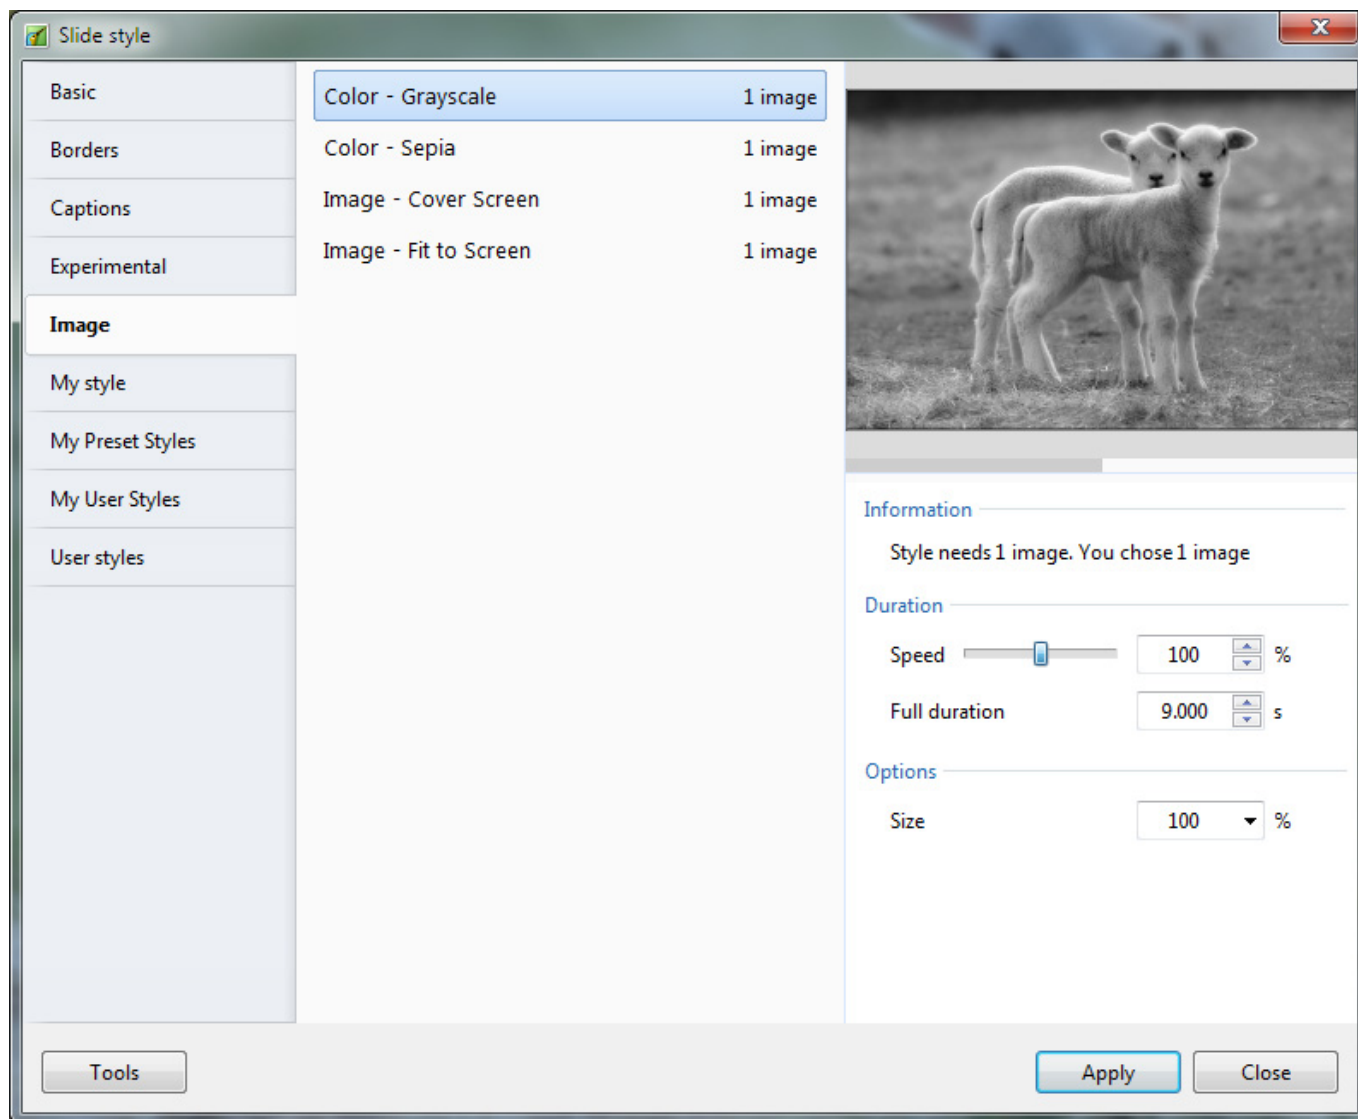 Slide style
Basic
Borders
Captions
Experimental
Image
My style
My Preset Styles
My User Styles
User styles
Color - Grayscale 1 image
Color - Sepia 1 image
Image - Cover Screen 1 image
Image - Fit to Screen 1 image
Information
Style needs 1 image. You chose 1 image
Duration
Speed 100 %
Full duration 9.000 s
Options
Size 100 %
Tools
Apply
Close